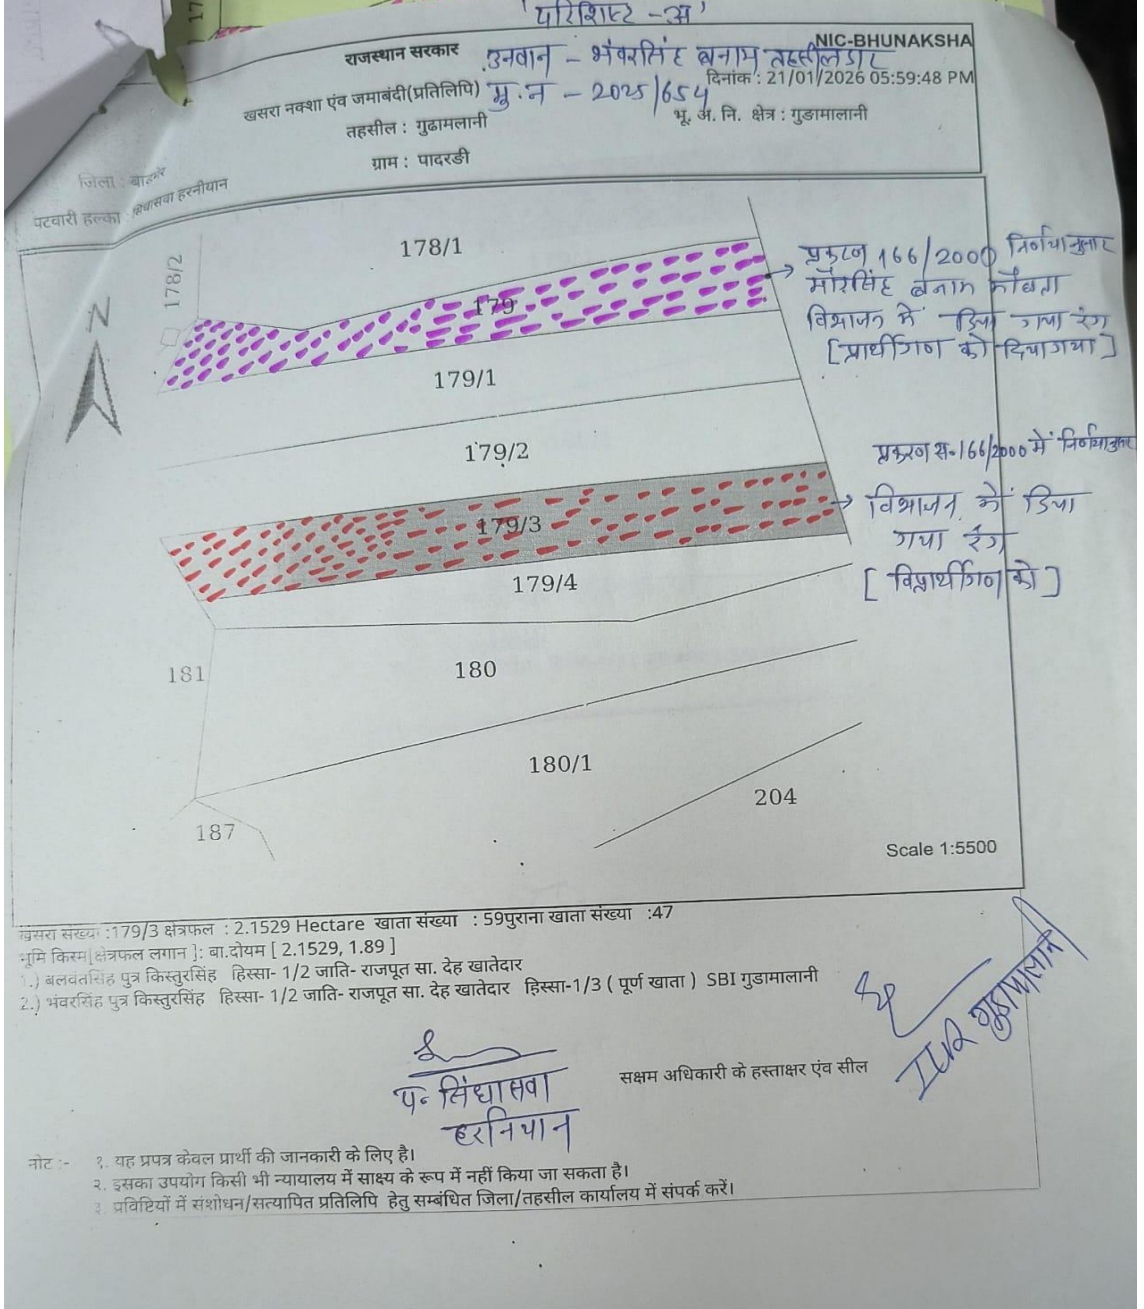 'परिशिष्ट - अ'
NIC-BHUNAKSHA
राजस्थान सरकार
उनवान - भंवरसिंह बनाम तहसीलदार
दिनांक : 21/01/2026 05:59:48 PM
खसरा नक्शा एंव जमाबंदी(प्रतिलिपि)
मु.न - 2025/654
तहसील : गुढामलानी
भू. अ. नि. क्षेत्र : गुडामालानी
ग्राम : पादरडी
जिला : बाडमेर
पटवारी हल्का : सिंधासवा हरनीयान
178/2
178/1
N
179
प्रकरण 166/2000 निर्णयानुसार
बनाम
विभाजन में दिया गया रंग
[प्रार्थीगण को दिया गया]
179/1
179/2
प्रकरण स. 166/2000 में निर्णयानुसार
विभाजन में दिया
गया रंग
[विप्रार्थीगण को]
179/3
179/4
181
180
180/1
204
187
Scale 1:5500
खसरा संख्या :179/3 क्षेत्रफल : 2.1529 Hectare खाता संख्या : 59पुराना खाता संख्या :47
भूमि किस्म[क्षेत्रफल लगान ]: बा.दोयम [ 2.1529, 1.89 ]
1.) बलवंतसिंह पुत्र किस्तुरसिंह हिस्सा- 1/2 जाति- राजपूत सा. देह खातेदार
2.) भंवरसिंह पुत्र किस्तुरसिंह हिस्सा- 1/2 जाति- राजपूत सा. देह खातेदार हिस्सा-1/3 ( पूर्ण खाता ) SBI गुडामालानी
प. सिंधासवा
हरनियान
सक्षम अधिकारी के हस्ताक्षर एंव सील
ILR गुडामालानी
नोट :- १. यह प्रपत्र केवल प्रार्थी की जानकारी के लिए है।
२. इसका उपयोग किसी भी न्यायालय में साक्ष्य के रूप में नहीं किया जा सकता है।
३. प्रविष्टियों में संशोधन/सत्यापित प्रतिलिपि हेतु सम्बंधित जिला/तहसील कार्यालय में संपर्क करें।